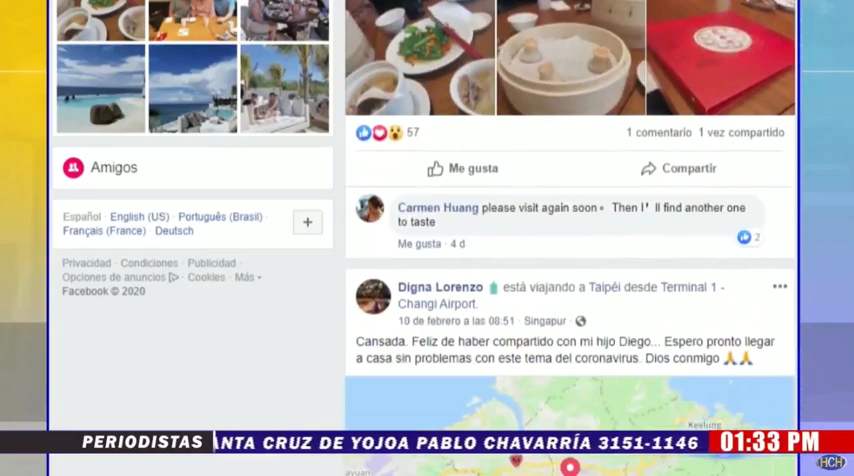 57
1 comentario 1 vez compartido
Me gusta
Compartir
Amigos
Carmen Huang please visit again soon。 Then I' ll find another one
to taste
Me gusta · 4 d
2
Español · English (US) · Português (Brasil) ·
Français (France) · Deutsch
+
Privacidad · Condiciones · Publicidad ·
Opciones de anuncios · Cookies · Más
Facebook © 2020
Digna Lorenzo está viajando a Taipéi desde Terminal 1 -
Changi Airport.
10 de febrero a las 08:51 · Singapur ·
Cansada. Feliz de haber compartido con mi hijo Diego... Espero pronto llegar
a casa sin problemas con este tema del coronavirus. Dios conmigo 🙏🙏
Keelung
PERIODISTAS
ANTA CRUZ DE YOJOA PABLO CHAVARRÍA 3151-1146
01:33 PM
HCH